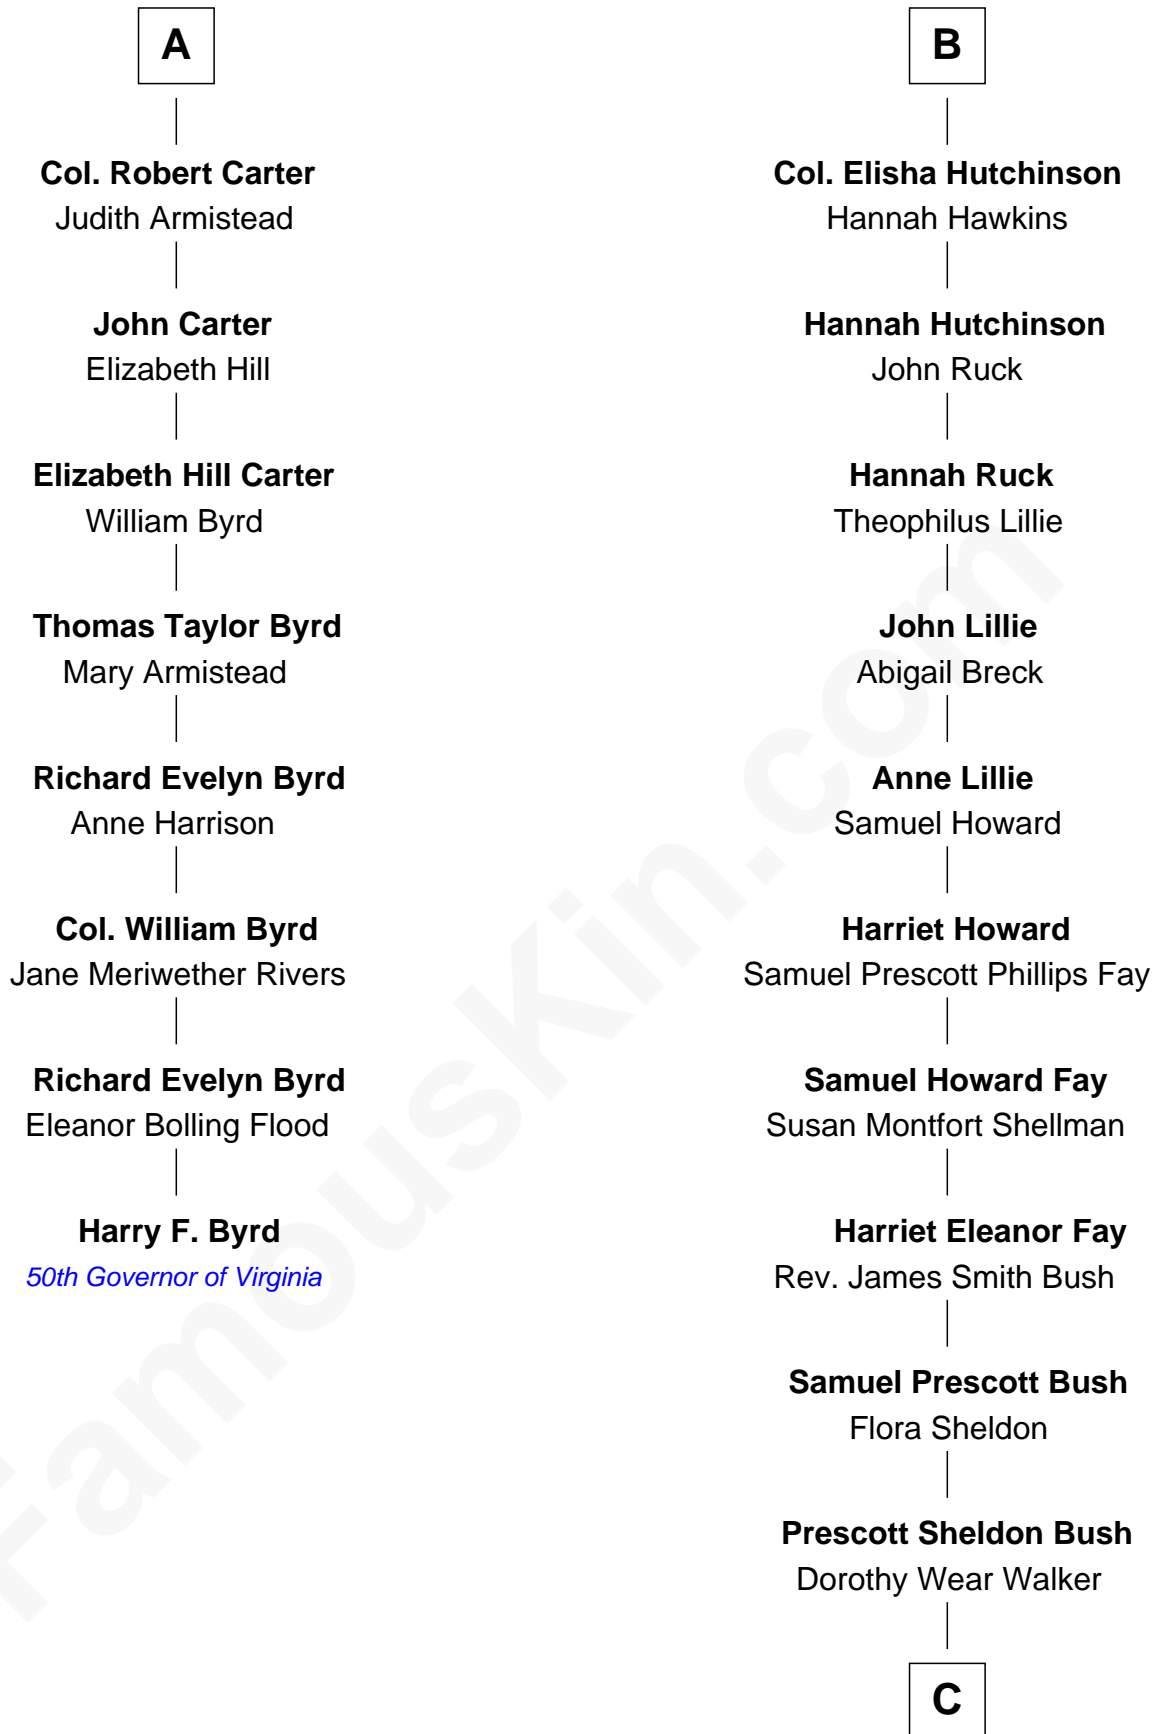 A
Col. Robert Carter
Judith Armistead
John Carter
Elizabeth Hill
Elizabeth Hill Carter
William Byrd
Thomas Taylor Byrd
Mary Armistead
Richard Evelyn Byrd
Anne Harrison
Col. William Byrd
Jane Meriwether Rivers
Richard Evelyn Byrd
Eleanor Bolling Flood
Harry F. Byrd
50th Governor of Virginia
B
Col. Elisha Hutchinson
Hannah Hawkins
Hannah Hutchinson
John Ruck
Hannah Ruck
Theophilus Lillie
John Lillie
Abigail Breck
Anne Lillie
Samuel Howard
Harriet Howard
Samuel Prescott Phillips Fay
Samuel Howard Fay
Susan Montfort Shellman
Harriet Eleanor Fay
Rev. James Smith Bush
Samuel Prescott Bush
Flora Sheldon
Prescott Sheldon Bush
Dorothy Wear Walker
C
FamousKin.com